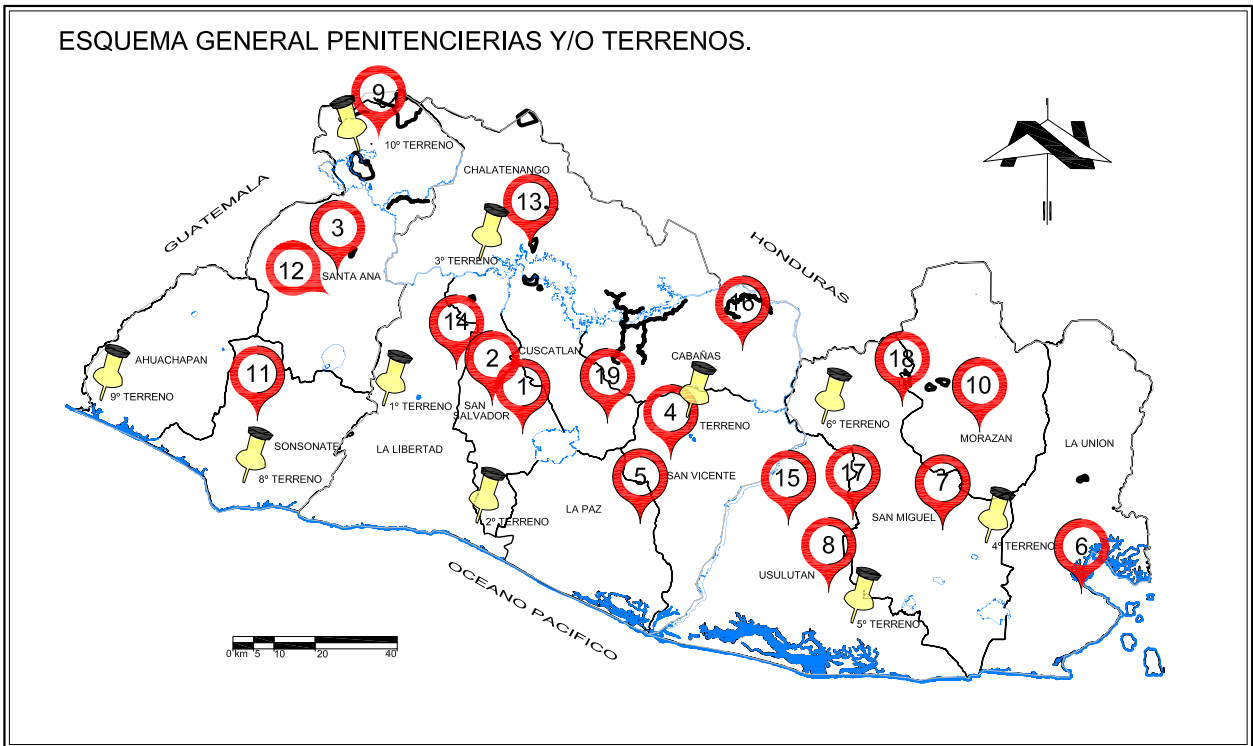 ESQUEMA GENERAL PENITENCIERIAS Y/O TERRENOS.
9
10º TERRENO
CHALATENANGO
GUATEMALA
13
3
3º TERRENO
HONDURAS
12
SANTA ANA
16
14
2
CUSCATLAN
CABAÑAS
18
AHUACHAPAN
11
1
19
10
9º TERRENO
1º TERRENO
SAN
SALVADOR
4
TERRENO
6º TERRENO
MORAZAN
LA UNION
SONSONATE
LA LIBERTAD
8º TERRENO
5
SAN VICENTE
15
17
7
2º TERRENO
LA PAZ
SAN MIGUEL
4º TERRENO
6
8
USULUTAN
OCEANO PACIFICO
5º TERRENO
0 km 5 10 20 40
N